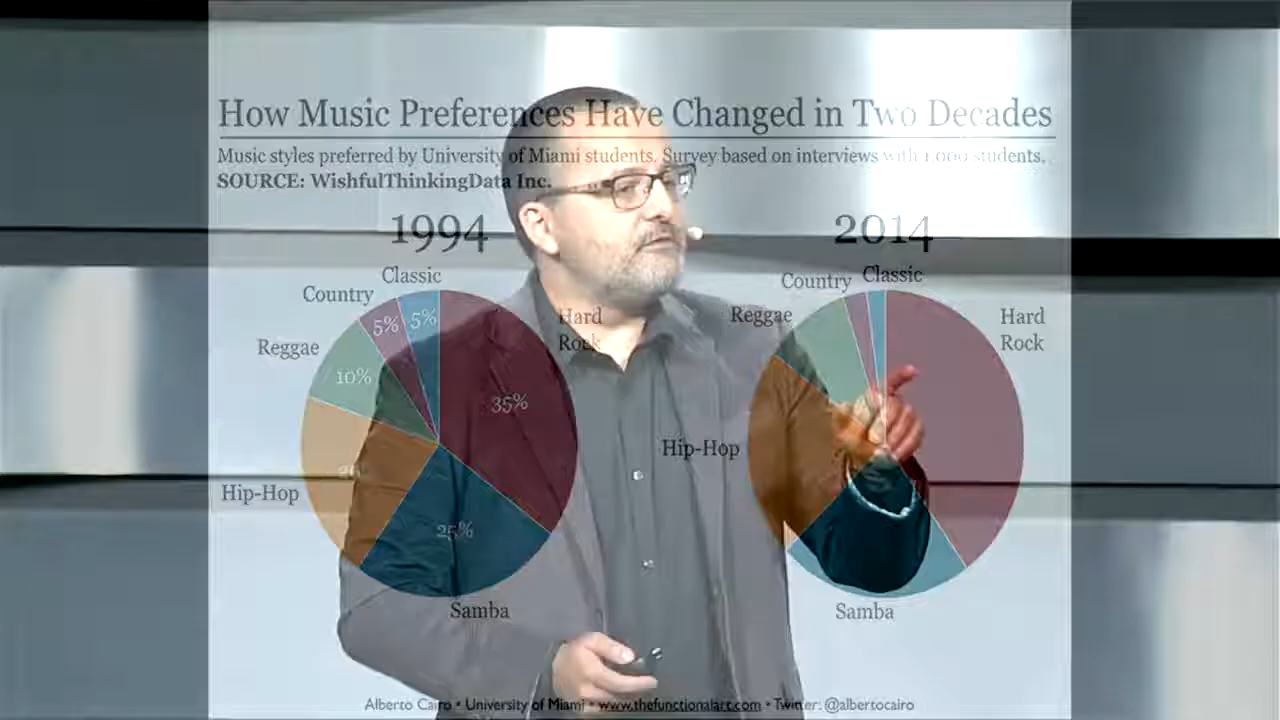 How Music Preferences Have Changed in Two Decades
Music styles preferred by University of Miami students. Survey based on interviews with 1.000 students.
SOURCE: WishfulThinkingData Inc.
1994
2014
Classic
Country
5%
5%
Reggae
10%
Hard
Rock
35%
Hip-Hop
25%
Samba
Country
Classic
Reggae
Hard
Rock
Hip-Hop
Samba
Alberto Cairo • University of Miami • www.thefunctionalart.com • Twitter: @albertocairo